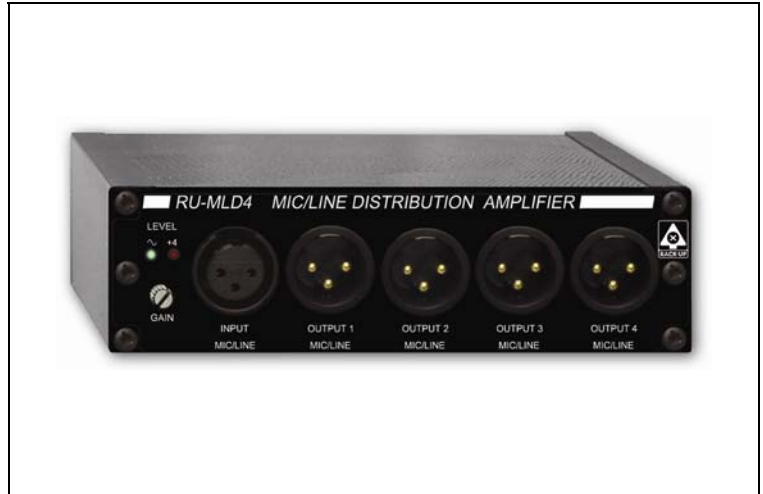 RU-MLD4 MIC/LINE DISTRIBUTION AMPLIFIER
LEVEL
+4
GAIN
BACK-UP
INPUT OUTPUT 1 OUTPUT 2 OUTPUT 3 OUTPUT 4
MIC/LINE MIC/LINE MIC/LINE MIC/LINE MIC/LINE